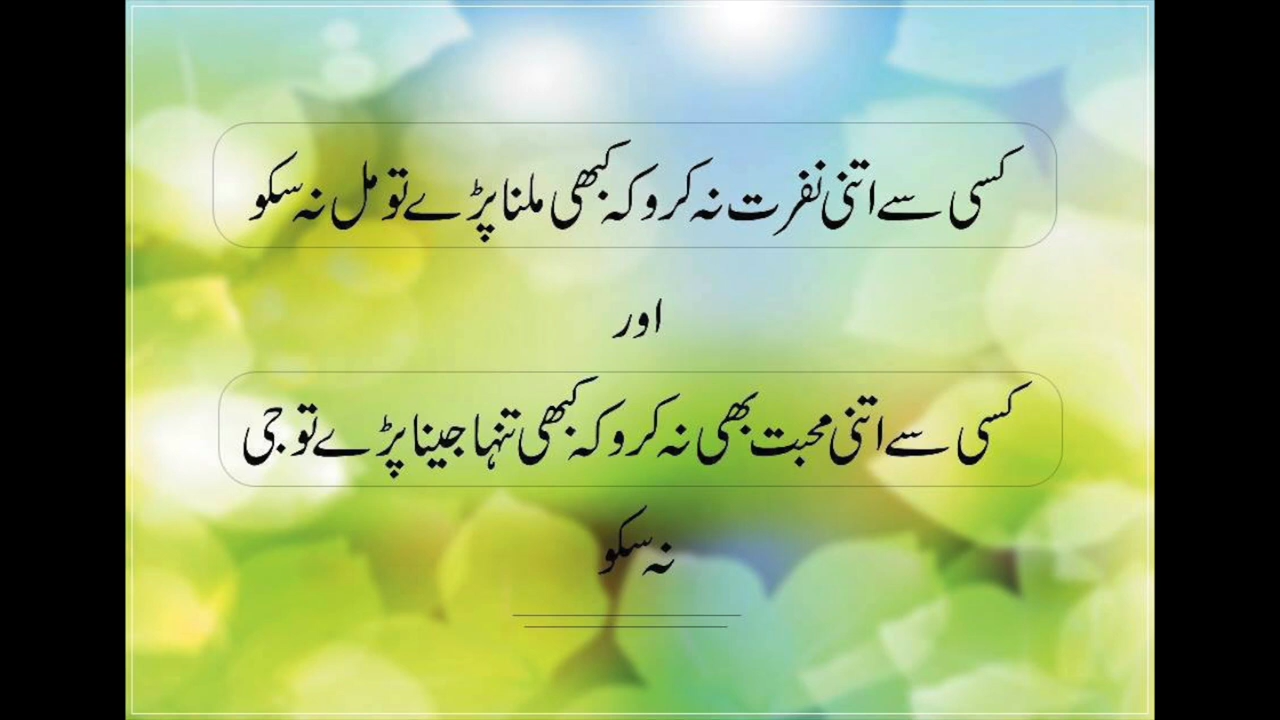 کسی سے اتنی نفرت نہ کرو کہ کبھی ملنا پڑے تو مل نہ سکو
اور
کسی سے اتنی محبت بھی نہ کرو کہ کبھی تنہا جینا پڑے تو جی
نہ سکو